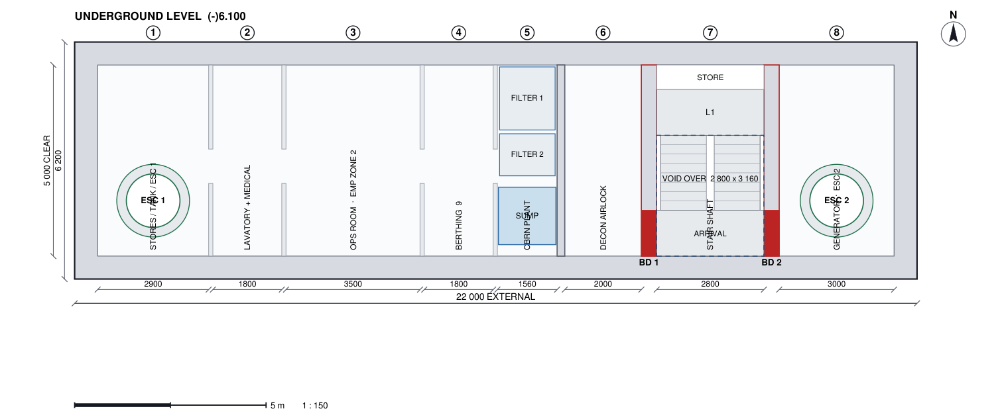 UNDERGROUND LEVEL (-)6.100
N
1 2 3 4 5 6 7 8
STORE
FILTER 1
L1
FILTER 2
5 000 CLEAR
6 200
STORES / TANK / ESC 1
ESC 1
LAVATORY + MEDICAL
OPS ROOM · EMP ZONE 2
BERTHING 9
SUMP
CBRN PLANT
DECON AIRLOCK
VOID OVER 2 800 x 3 160
STAIR SHAFT
ARRIVAL
GENERATOR · ESC 2
ESC 2
BD 1
BD 2
2900 1800 3500 1800 1560 2000 2800 3000
22 000 EXTERNAL
5 m 1 : 150